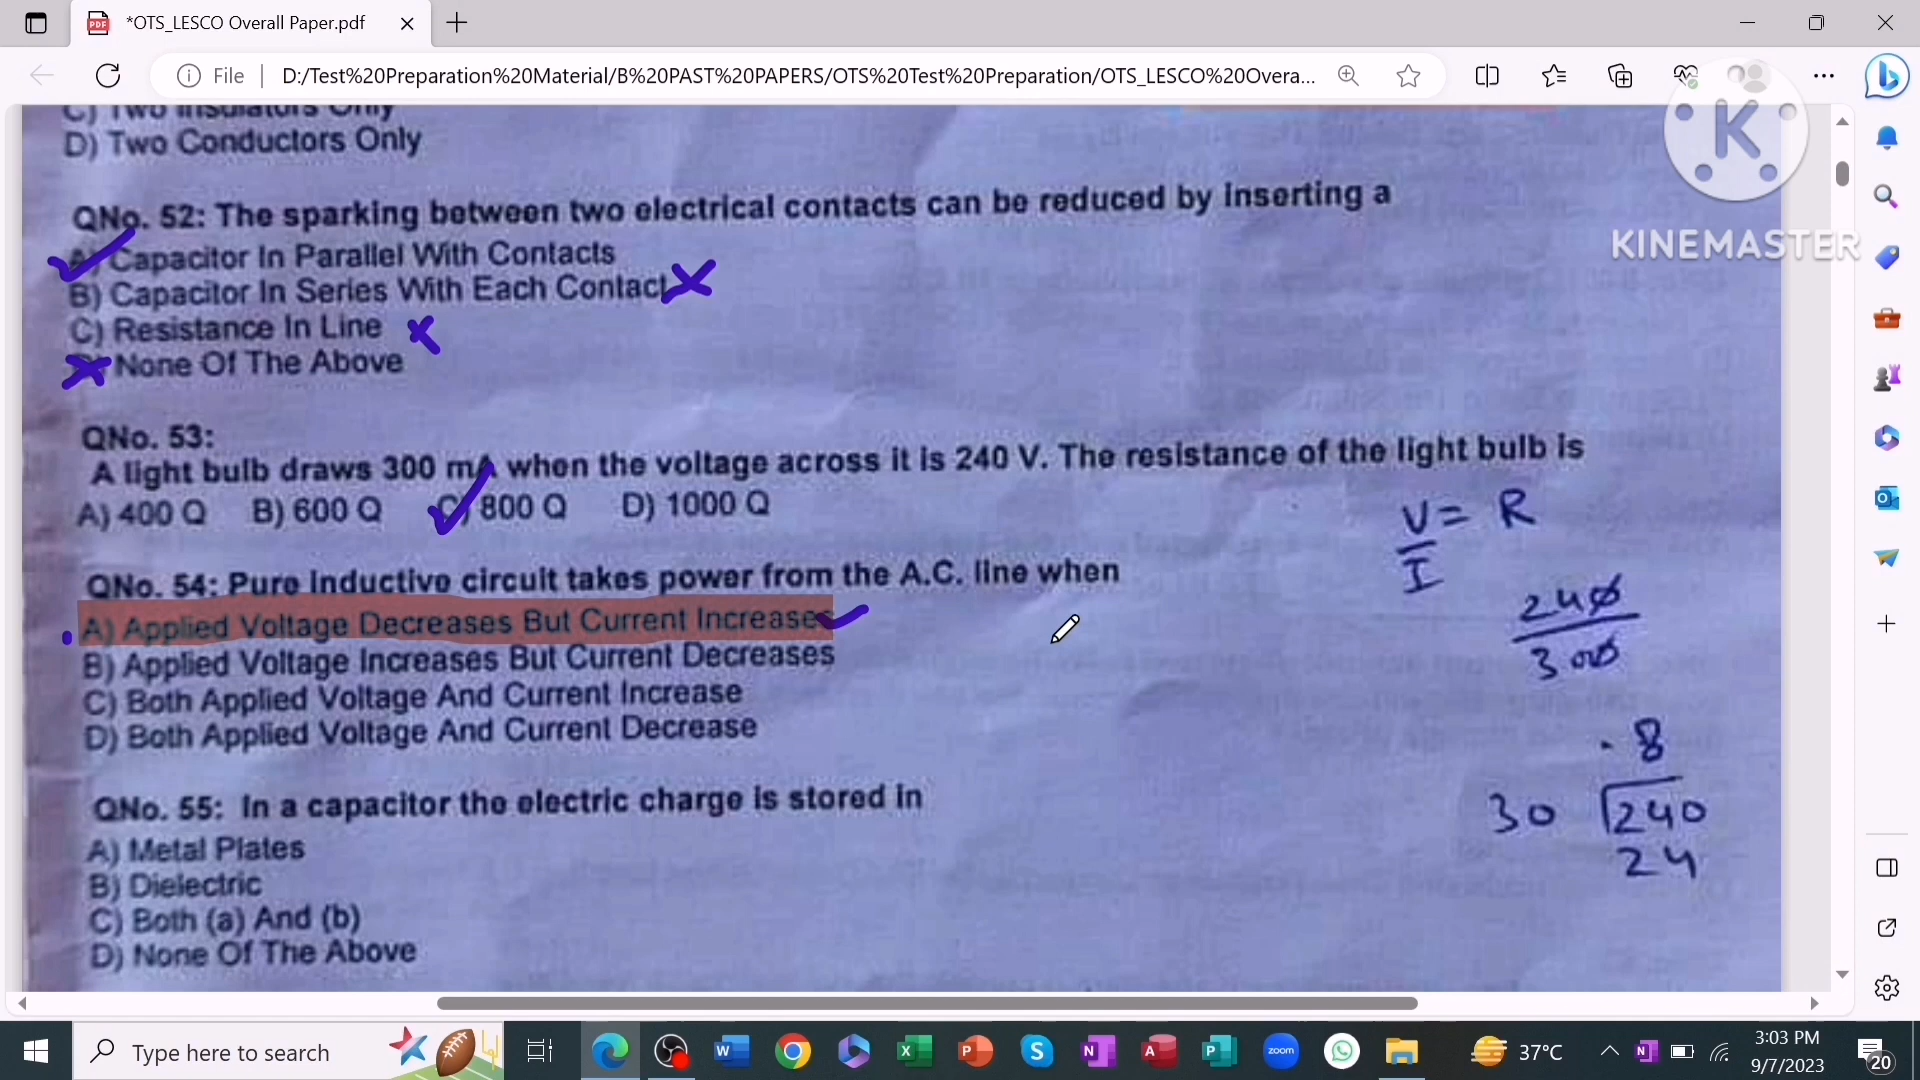 *OTS_LESCO Overall Paper.pdf
File
D:/Test%20Preparation%20Material/B%20PAST%20PAPERS/OTS%20Test%20Preparation/OTS_LESCO%20Overa...
KINEMASTER
C) Two Insulators Only
D) Two Conductors Only
QNo. 52: The sparking between two electrical contacts can be reduced by inserting a
A) Capacitor In Parallel With Contacts
B) Capacitor In Series With Each Contact
C) Resistance In Line
None Of The Above
QNo. 53:
A light bulb draws 300 mA when the voltage across it is 240 V. The resistance of the light bulb is
A) 400 Q B) 600 Q C) 800 Q D) 1000 Q
V = R
I
240
300
QNo. 54: Pure inductive circuit takes power from the A.C. line when
A) Applied Voltage Decreases But Current Increases
B) Applied Voltage Increases But Current Decreases
C) Both Applied Voltage And Current Increase
D) Both Applied Voltage And Current Decrease
.8
30 240
24
QNo. 55: In a capacitor the electric charge is stored in
A) Metal Plates
B) Dielectric
C) Both (a) And (b)
D) None Of The Above
Type here to search
zoom
37°C
3:03 PM
9/7/2023
20